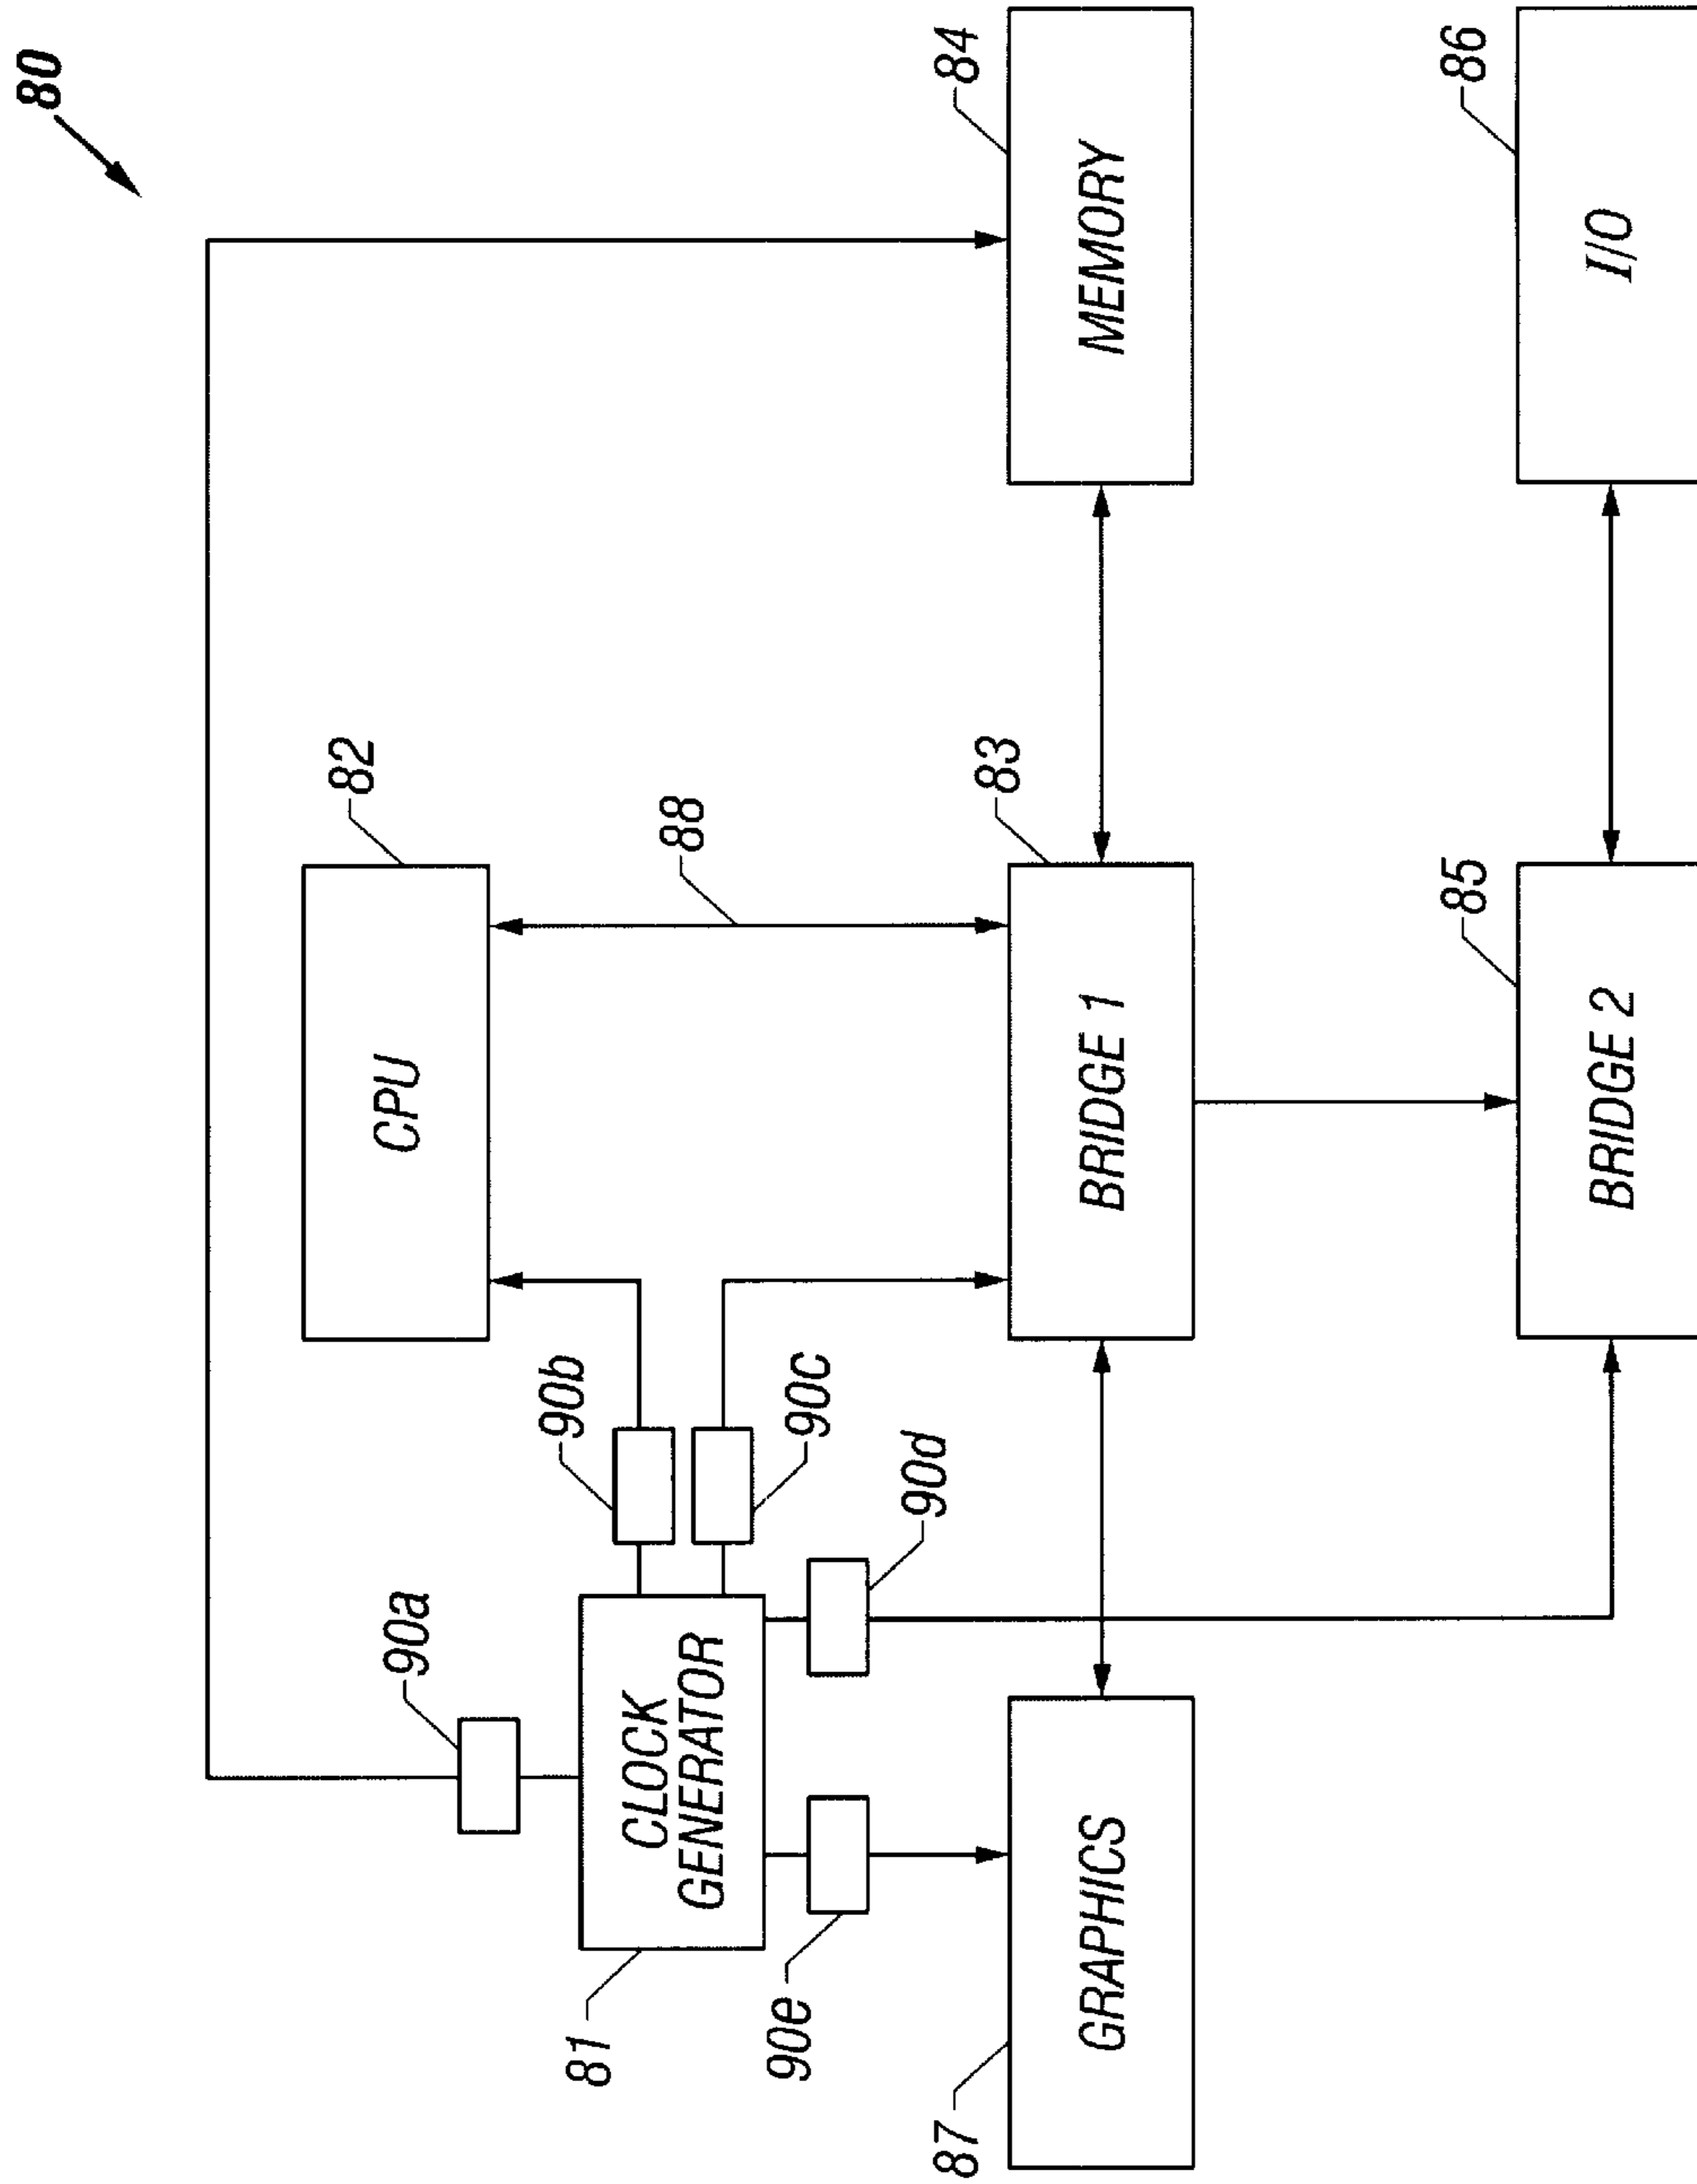 80
CPU
82
88
90a
90b
90c
90d
90e
CLOCK
GENERATOR
81
GRAPHICS
87
BRIDGE 1
83
MEMORY
84
BRIDGE 2
85
I/O
86